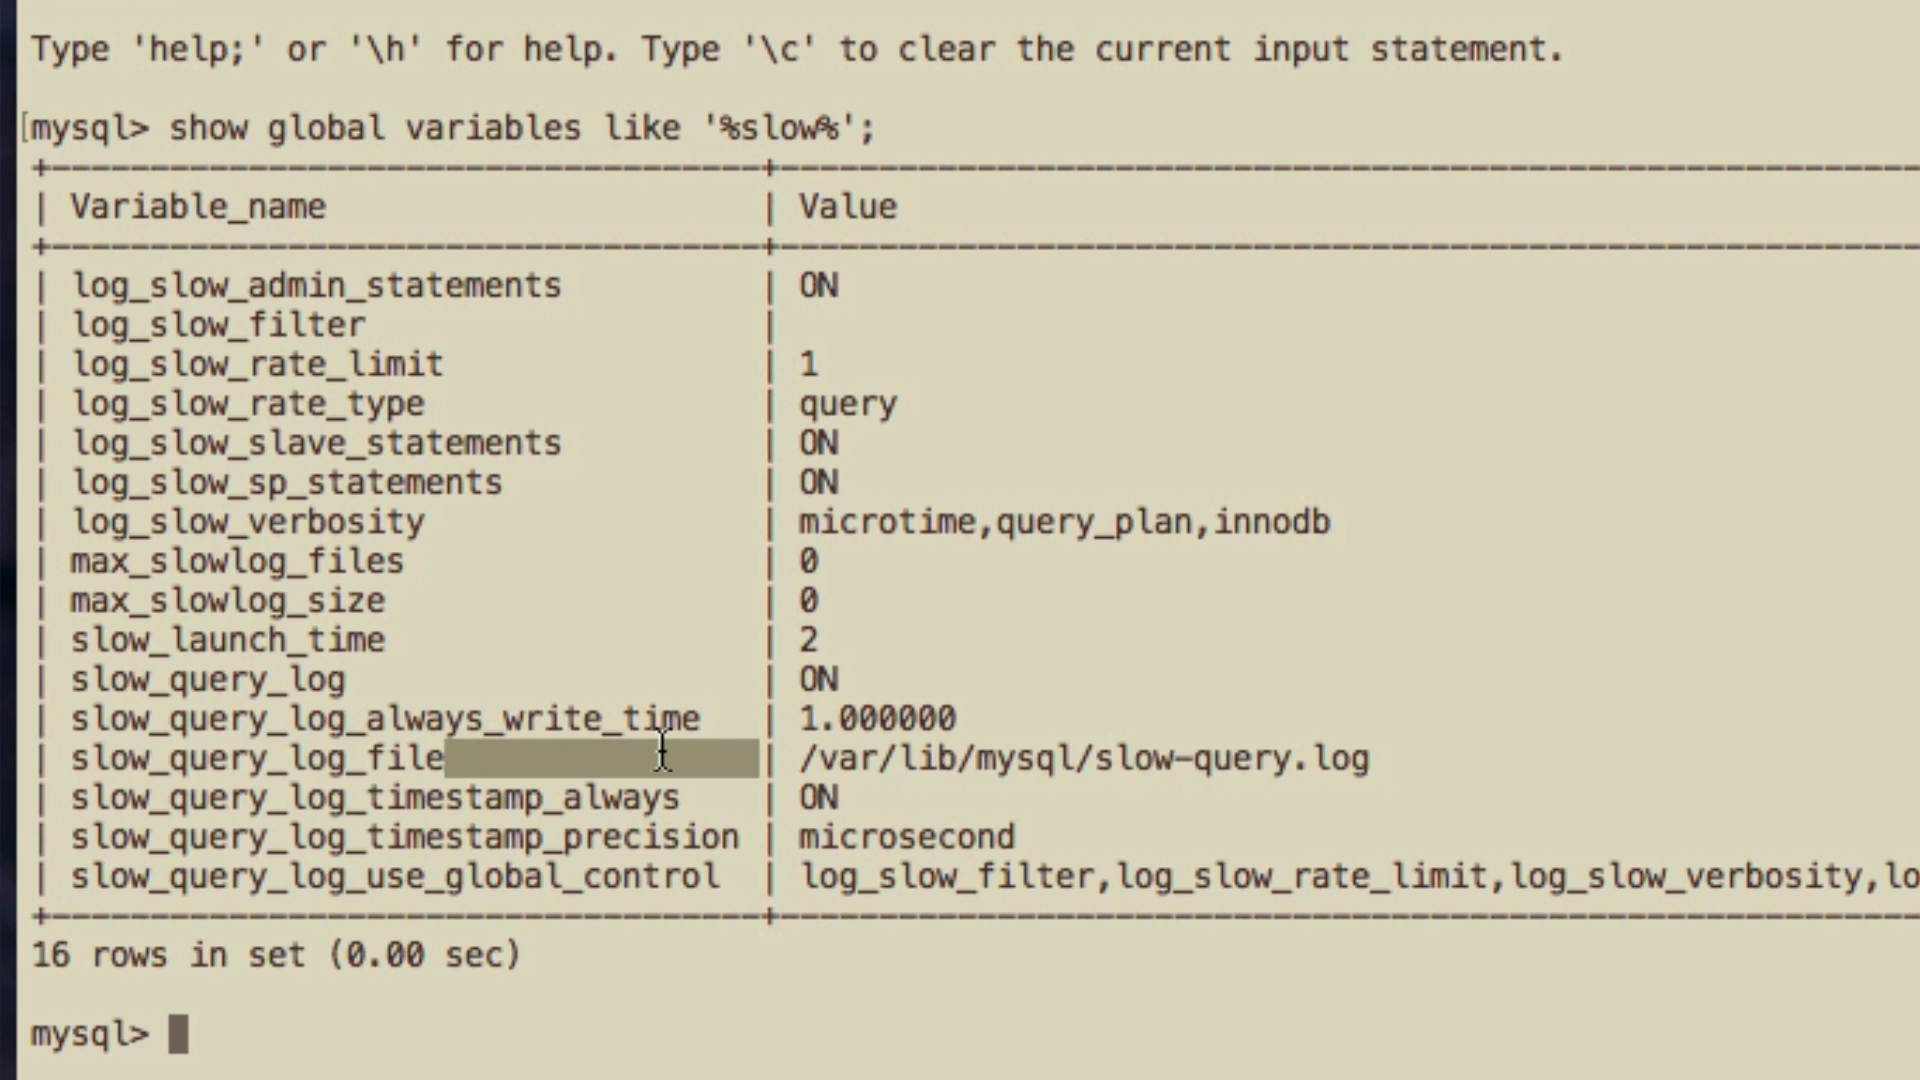 Type 'help;' or '\h' for help. Type '\c' to clear the current input statement.
[mysql> show global variables like '%slow%';
+-------------------------------------+--------------------------------
| Variable_name | Value
+-------------------------------------+--------------------------------
| log_slow_admin_statements | ON
| log_slow_filter |
| log_slow_rate_limit | 1
| log_slow_rate_type | query
| log_slow_slave_statements | ON
| log_slow_sp_statements | ON
| log_slow_verbosity | microtime,query_plan,innodb
| max_slowlog_files | 0
| max_slowlog_size | 0
| slow_launch_time | 2
| slow_query_log | ON
| slow_query_log_always_write_time | 1.000000
| slow_query_log_file | /var/lib/mysql/slow-query.log
| slow_query_log_timestamp_always | ON
| slow_query_log_timestamp_precision | microsecond
| slow_query_log_use_global_control | log_slow_filter,log_slow_rate_limit,log_slow_verbosity,lo
+-------------------------------------+--------------------------------
16 rows in set (0.00 sec)
mysql>